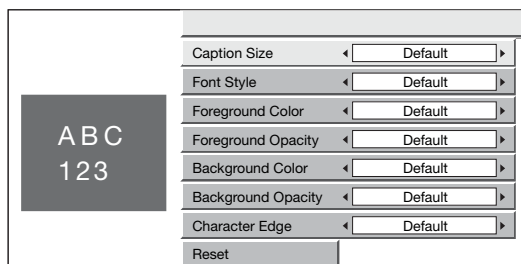 ABC
123
Caption Size Default
Font Style Default
Foreground Color Default
Foreground Opacity Default
Background Color Default
Background Opacity Default
Character Edge Default
Reset